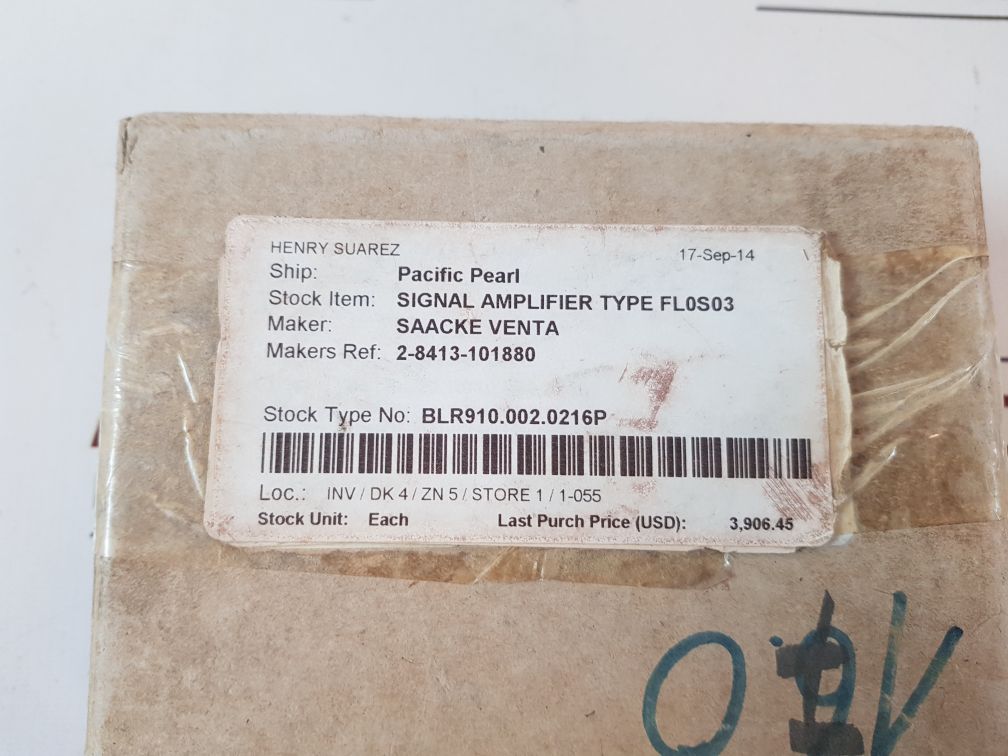 HENRY SUAREZ 17-Sep-14
Ship: Pacific Pearl
Stock Item: SIGNAL AMPLIFIER TYPE FL0S03
Maker: SAACKE VENTA
Makers Ref: 2-8413-101880
Stock Type No: BLR910.002.0216P
Loc.: INV / DK 4 / ZN 5 / STORE 1 / 1-055
Stock Unit: Each Last Purch Price (USD): 3,906.45